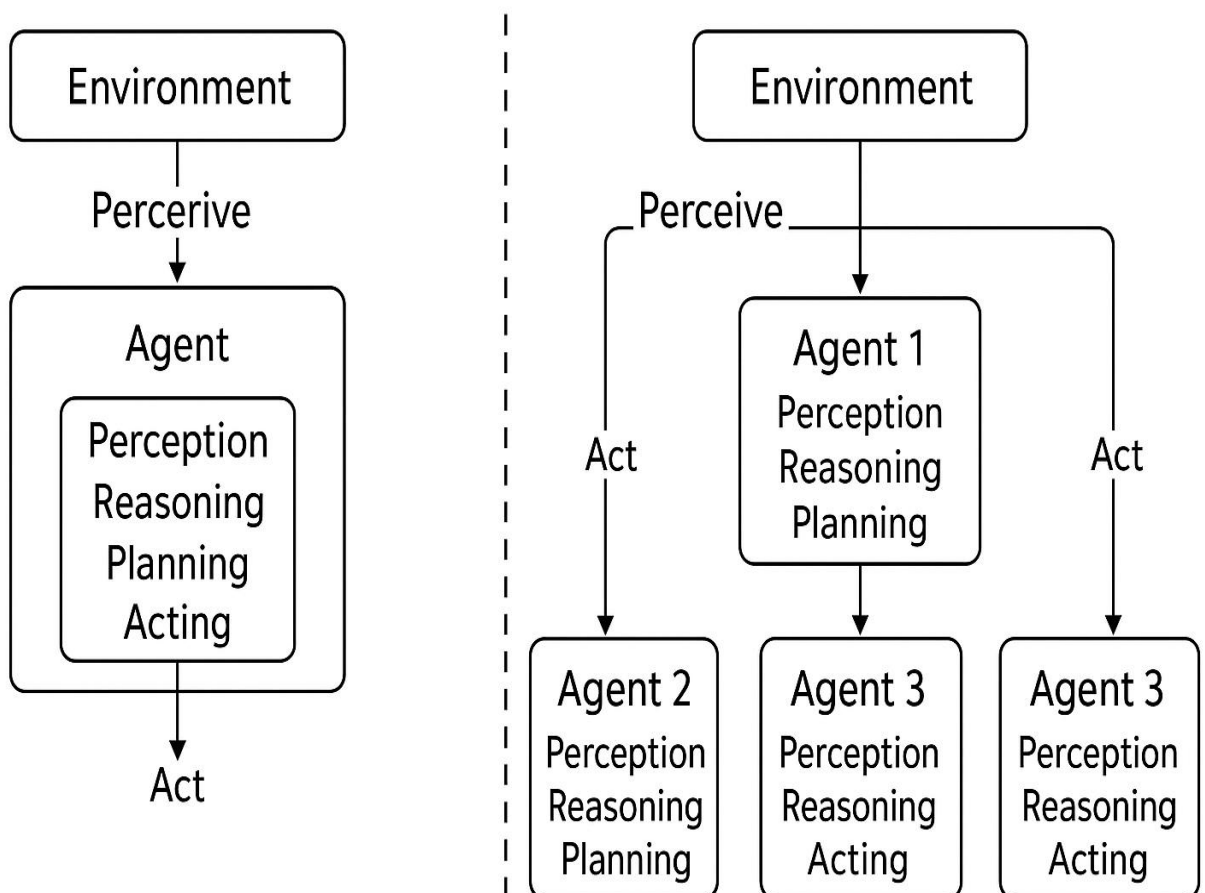 Environment
Percerive
Agent
Perception
Reasoning
Planning
Acting
Act
Environment
Perceive
Agent 1
Perception
Reasoning
Planning
Act
Act
Agent 2
Perception
Reasoning
Planning
Agent 3
Perception
Reasoning
Acting
Agent 3
Perception
Reasoning
Acting